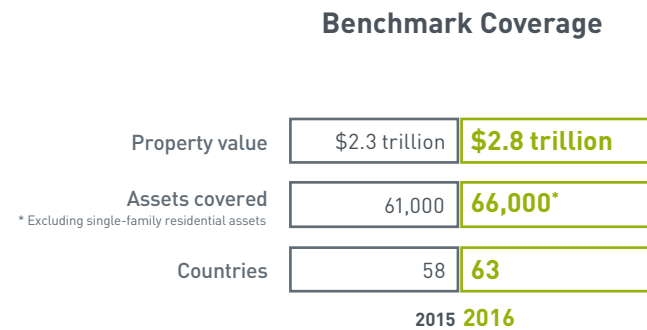 Benchmark Coverage
Property value $2.3 trillion $2.8 trillion
Assets covered 61,000 66,000*
* Excluding single-family residential assets
Countries 58 63
2015 2016